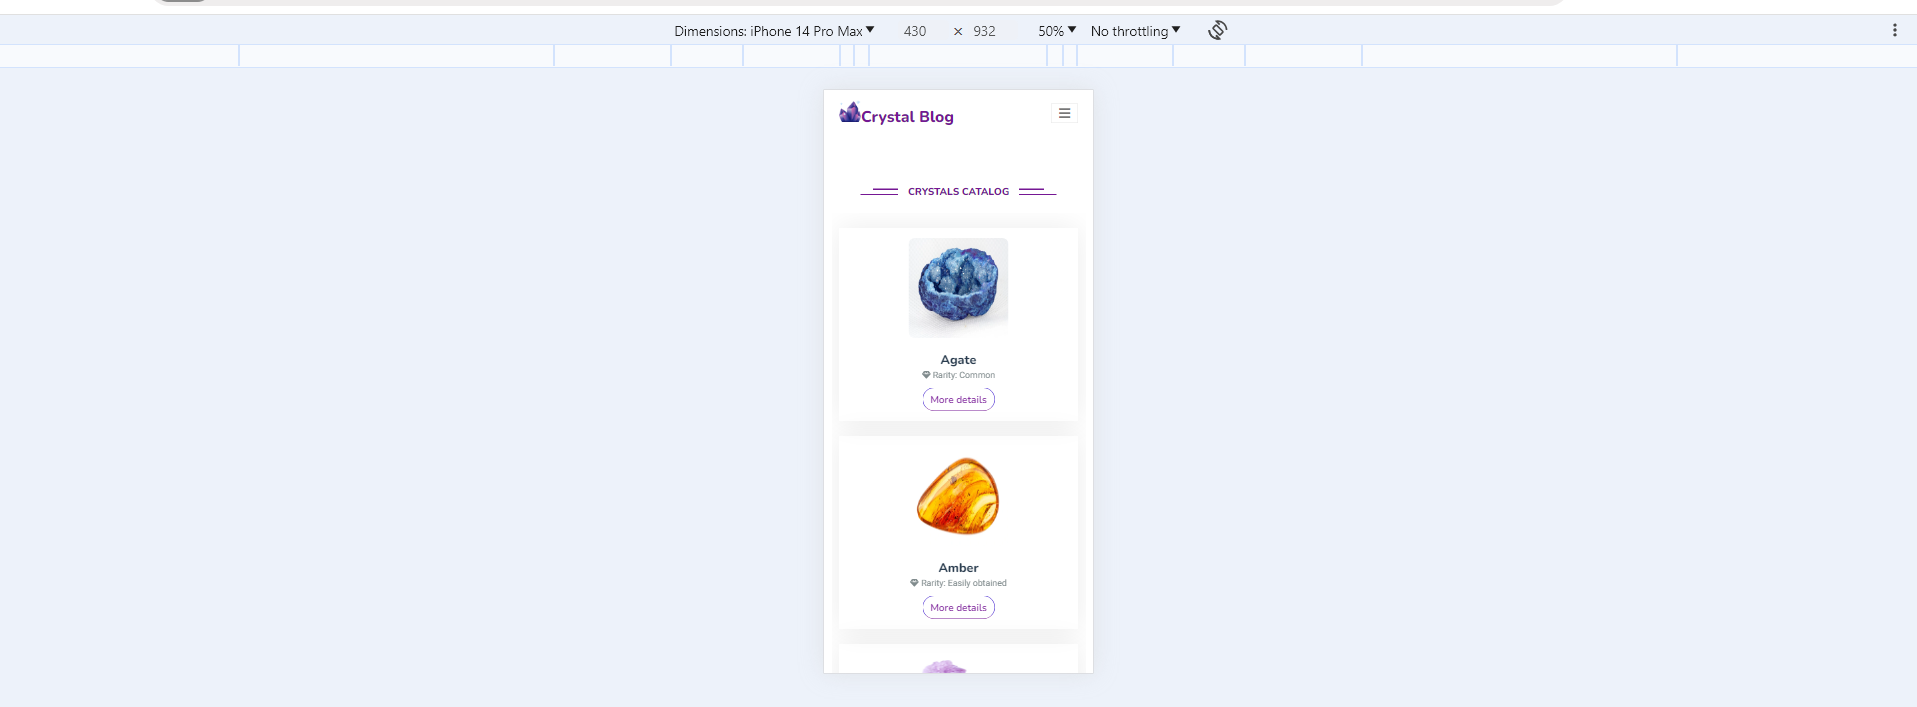 Dimensions: iPhone 14 Pro Max ▼ 430 × 932 50% ▼ No throttling ▼
Crystal Blog
CRYSTALS CATALOG
Agate
Rarity: Common
More details
Amber
Rarity: Easily obtained
More details